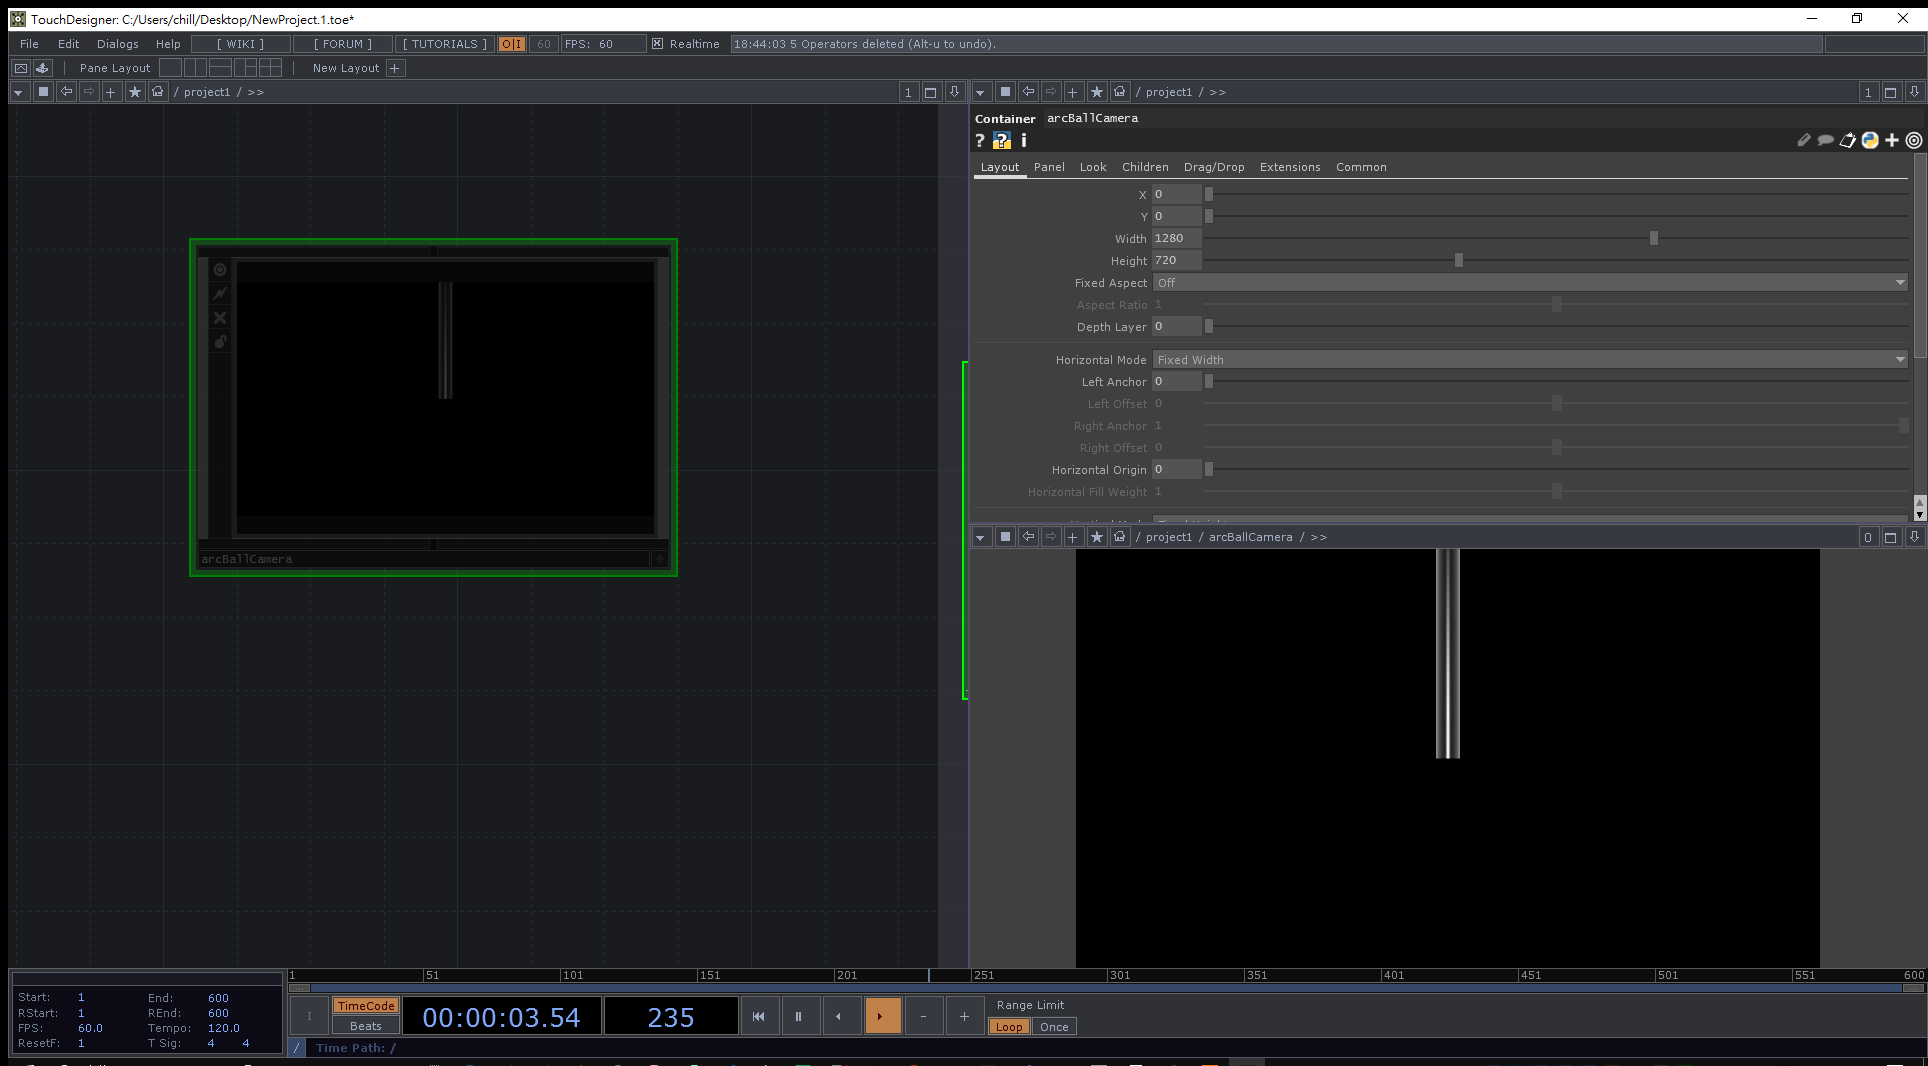 TouchDesigner: C:/Users/chill/Desktop/NewProject.1.toe*
File Edit Dialogs Help [ WIKI ] [ FORUM ] [ TUTORIALS ] O|I 60 FPS: 60 Realtime 18:44:03 5 Operators deleted (Alt-u to undo).
Pane Layout New Layout +
/ project1 / >> 1
/ project1 / >> 1
Container arcBallCamera
? ? i
Layout Panel Look Children Drag/Drop Extensions Common
X 0
Y 0
Width 1280
Height 720
Fixed Aspect Off
Aspect Ratio 1
Depth Layer 0
Horizontal Mode Fixed Width
Left Anchor 0
Left Offset 0
Right Anchor 1
Right Offset 0
Horizontal Origin 0
Horizontal Fill Weight 1
arcBallCamera
/ project1 / arcBallCamera / >> 0
1 51 101 151 201 251 301 351 401 451 501 551 600
Start: 1 End: 600
RStart: 1 REnd: 600
FPS: 60.0 Tempo: 120.0
ResetF: 1 T Sig: 4 4
I TimeCode
Beats
00:00:03.54 235 - +
Range Limit
Loop Once
/ Time Path: /